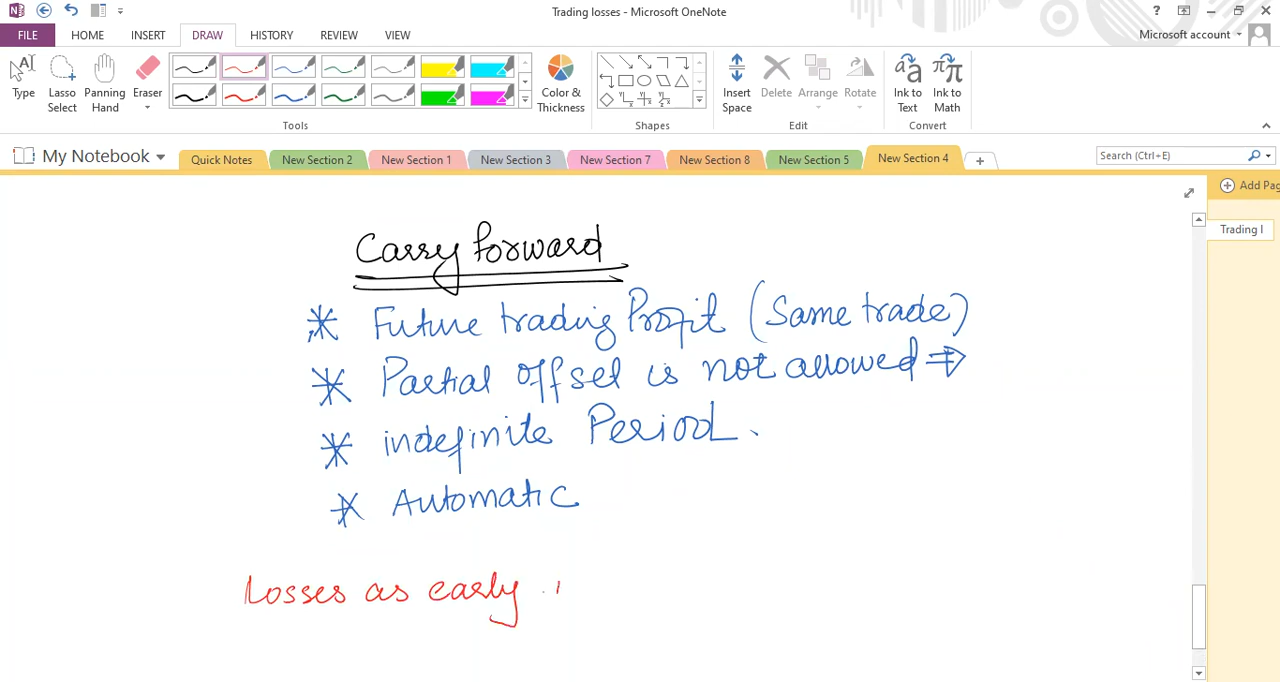 Trading losses - Microsoft OneNote
?
FILE HOME INSERT DRAW HISTORY REVIEW VIEW
Microsoft account
Type
Lasso Select
Panning Hand
Eraser
Color & Thickness
Insert Space
Delete
Arrange
Rotate
Ink to Text
Ink to Math
Tools
Shapes
Edit
Convert
My Notebook
Quick Notes
New Section 2
New Section 1
New Section 3
New Section 7
New Section 8
New Section 5
New Section 4
Search (Ctrl+E)
Add Pag
Trading l
Carry forward
* Future trading Profit (Same trade)
* Partial offset is not allowed ⇒
* indefinite Period.
* Automatic
Losses as early